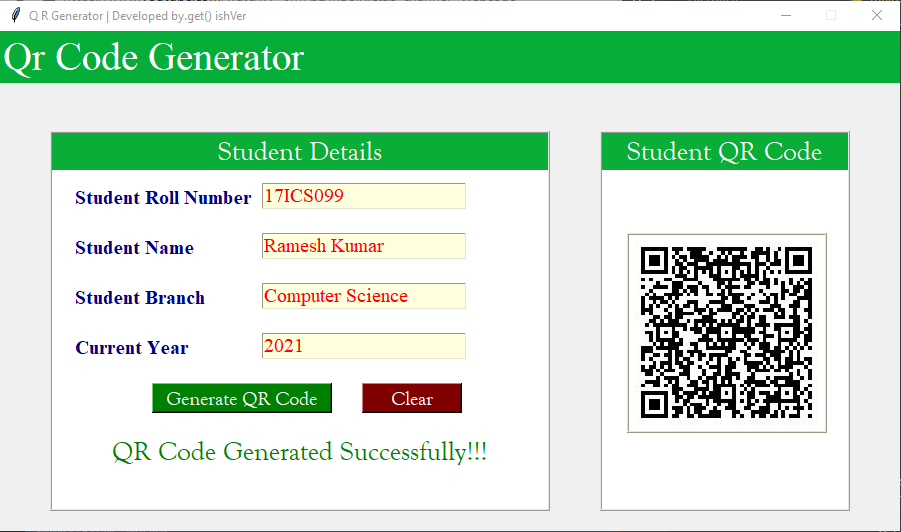 Q R Generator | Developed by.get() ishVer
Qr Code Generator
Student Details
Student Roll Number 17ICS099
Student Name Ramesh Kumar
Student Branch Computer Science
Current Year 2021
Generate QR Code Clear
QR Code Generated Successfully!!!
Student QR Code